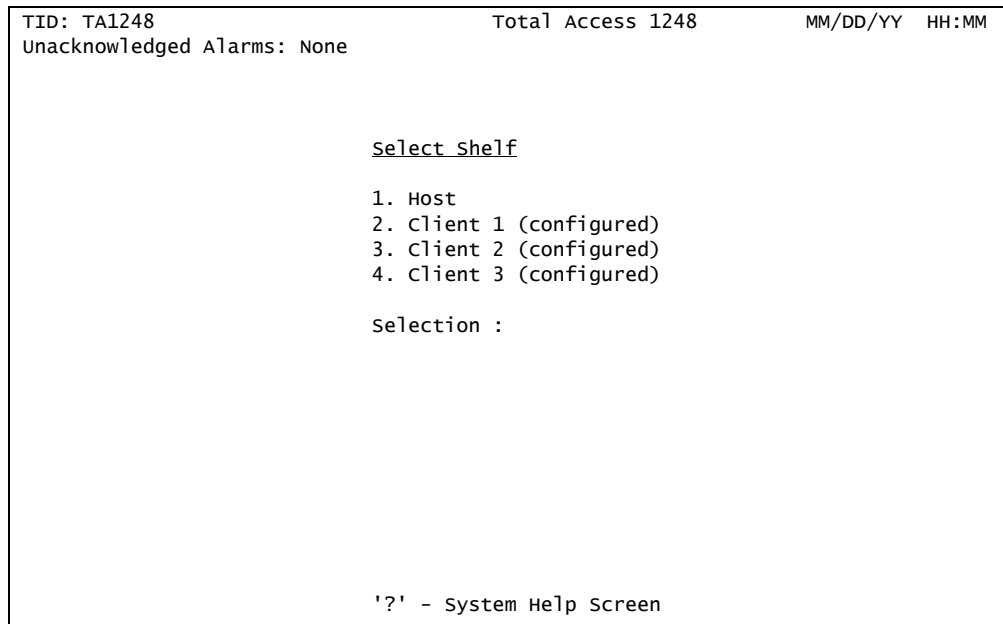 TID: TA1248 Total Access 1248 MM/DD/YY HH:MM
Unacknowledged Alarms: None
Select Shelf
1. Host
2. Client 1 (configured)
3. Client 2 (configured)
4. Client 3 (configured)
Selection :
'?' - System Help Screen